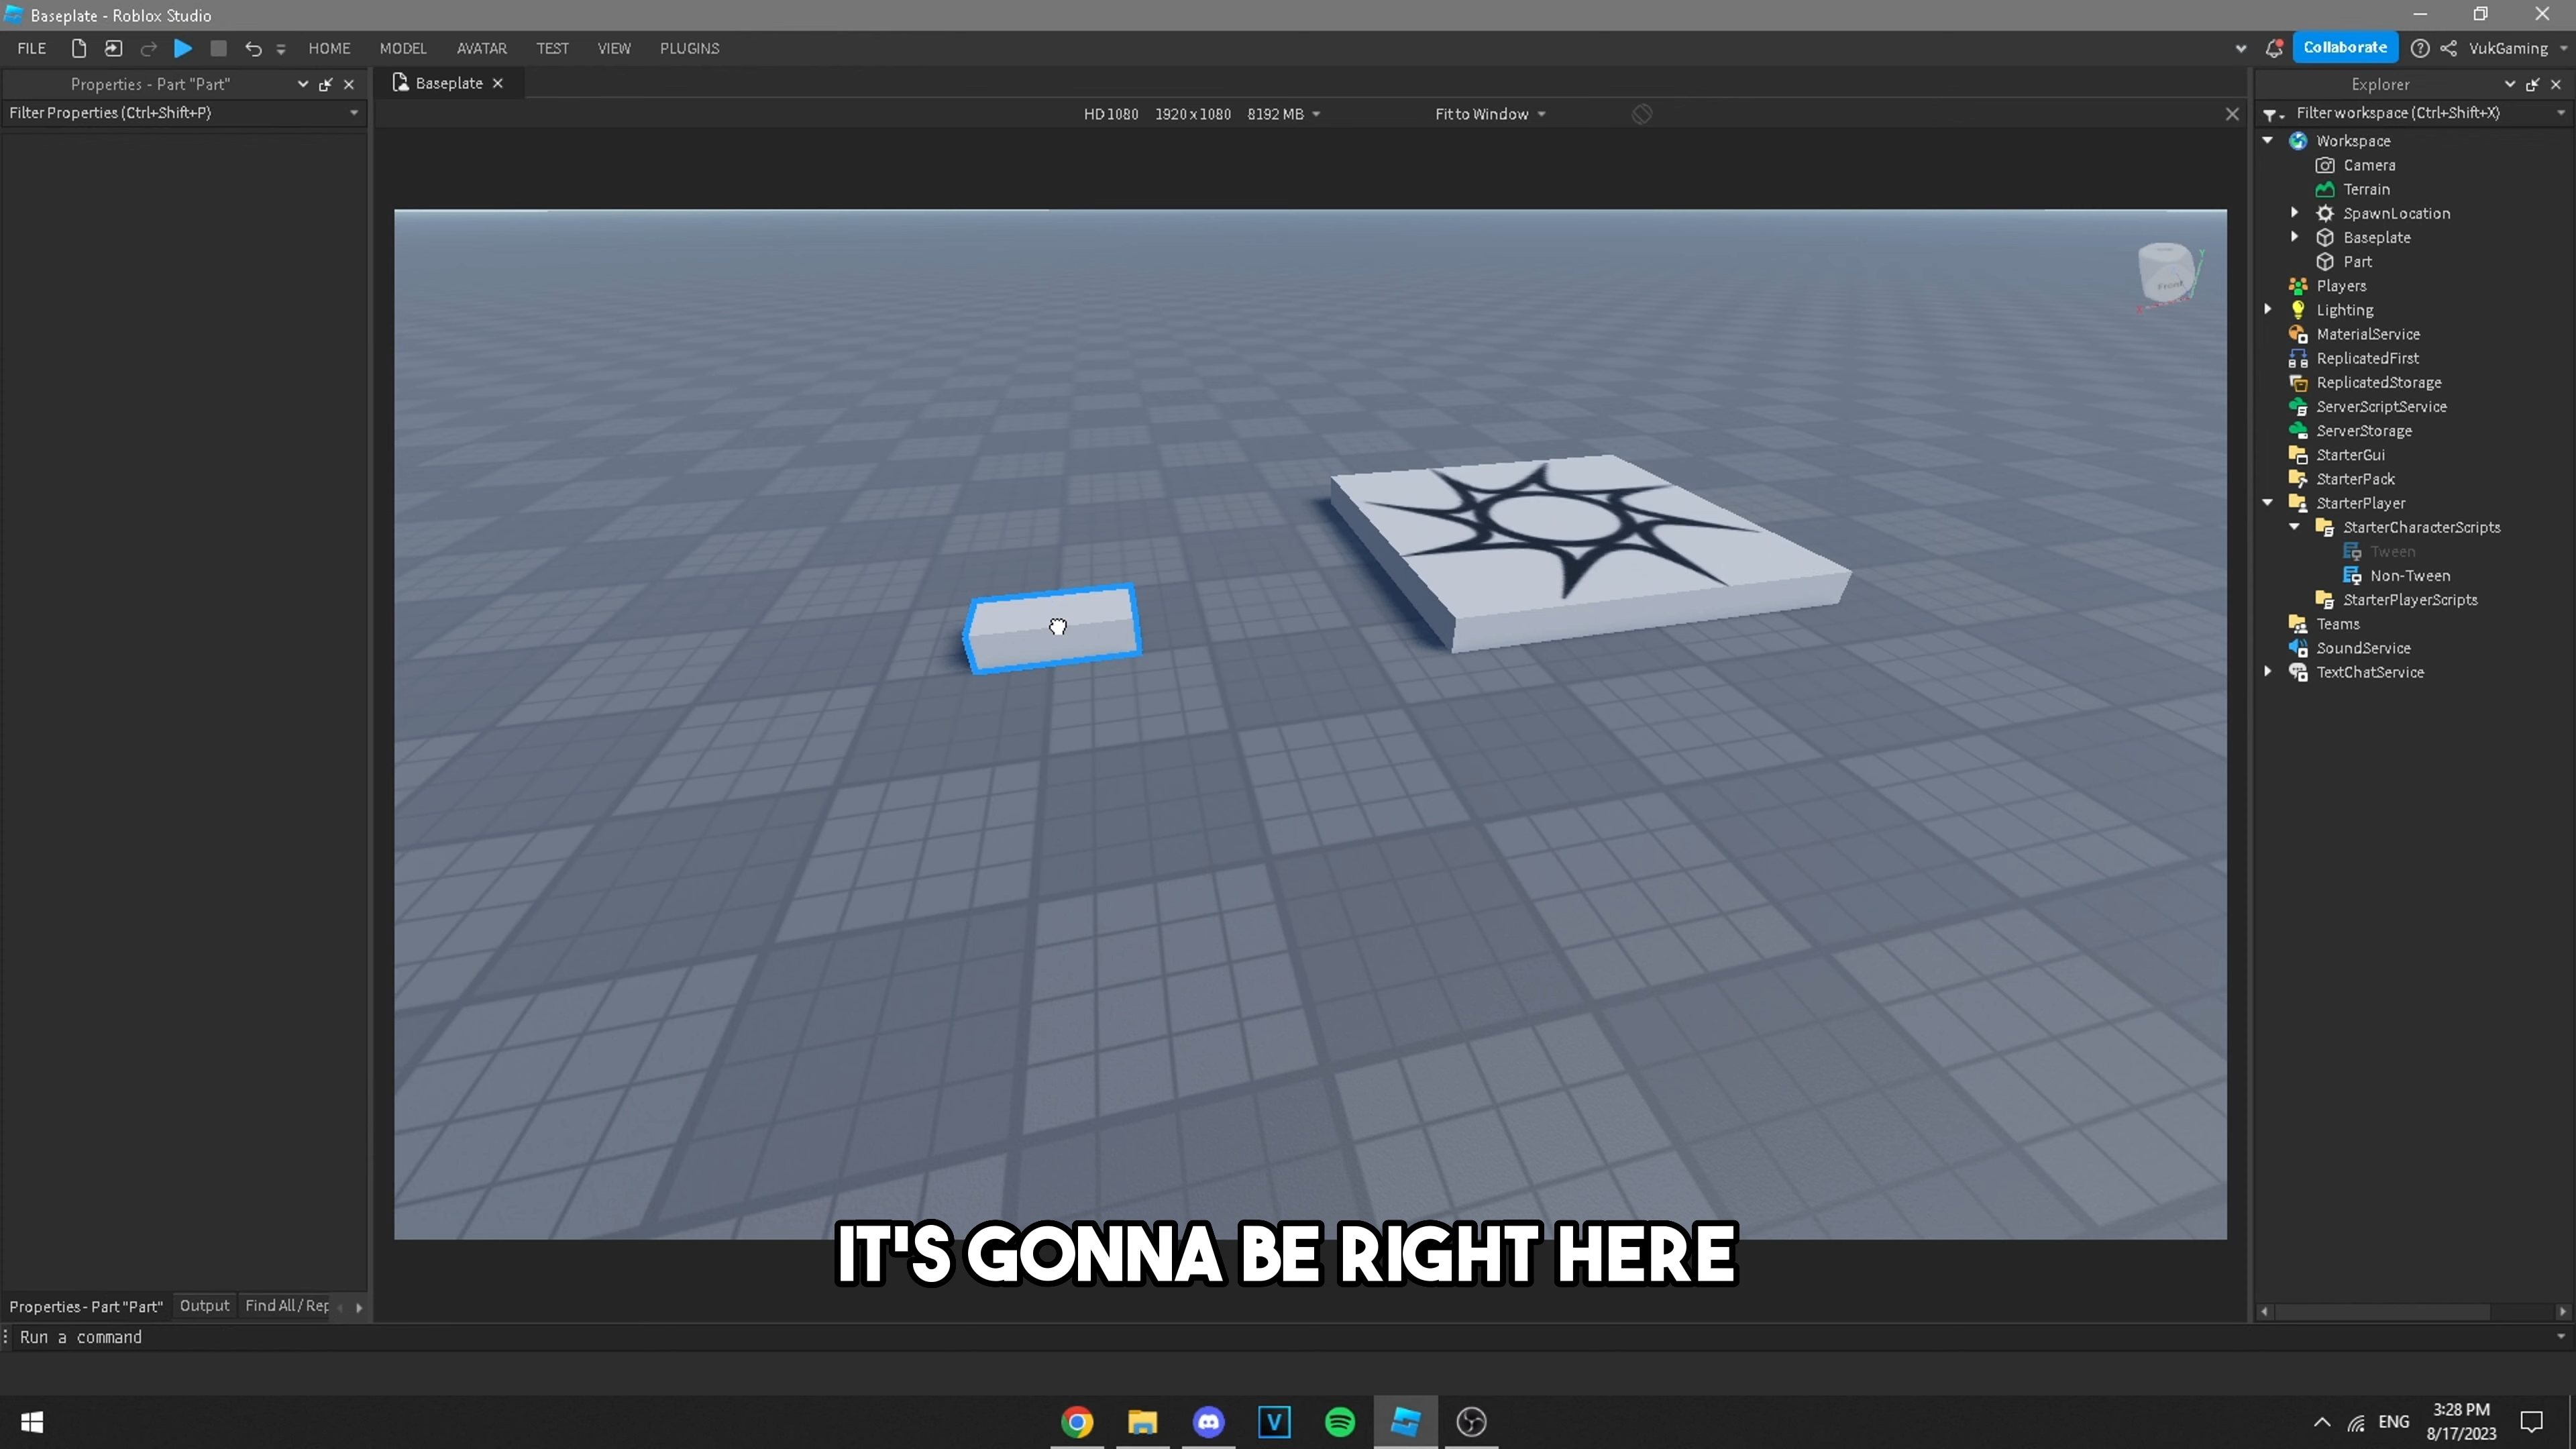 Baseplate - Roblox Studio
FILE HOME MODEL AVATAR TEST VIEW PLUGINS Collaborate VukGaming
Properties - Part "Part"
Filter Properties (Ctrl+Shift+P)
Baseplate
HD 1080 1920 x 1080 8192 MB Fit to Window
Explorer
Filter workspace (Ctrl+Shift+X)
Workspace
Camera
Terrain
SpawnLocation
Baseplate
Part
Players
Lighting
MaterialService
ReplicatedFirst
ReplicatedStorage
ServerScriptService
ServerStorage
StarterGui
StarterPack
StarterPlayer
StarterCharacterScripts
Tween
Non-Tween
StarterPlayerScripts
Teams
SoundService
TextChatService
Front
Y
IT'S GONNA BE RIGHT HERE
Properties - Part "Part" Output Find All / Rep
Run a command
V
ENG
3:28 PM
8/17/2023